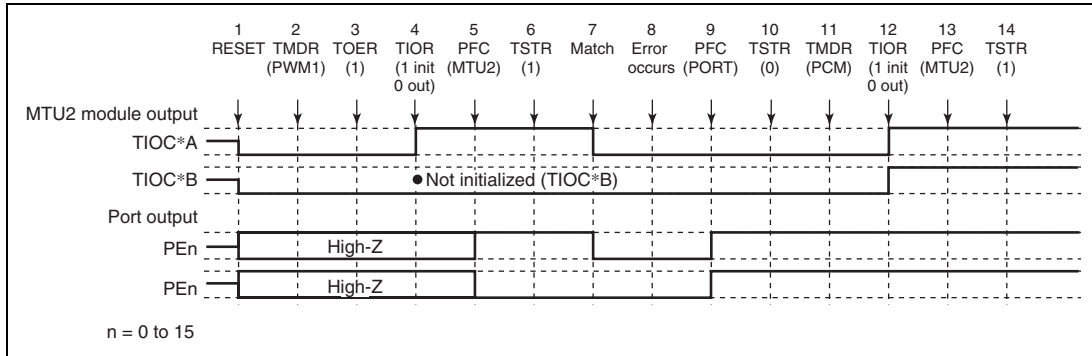 1 2 3 4 5 6 7 8 9 10 11 12 13 14
RESET TMDR TOER TIOR PFC TSTR Match Error PFC TSTR TMDR TIOR PFC TSTR
(PWM1) (1) (1 init (MTU2) (1) occurs (PORT) (0) (PCM) (1 init (MTU2) (1)
0 out) 0 out)
MTU2 module output
TIOC*A
TIOC*B ●Not initialized (TIOC*B)
Port output
PEn High-Z
PEn High-Z
n = 0 to 15